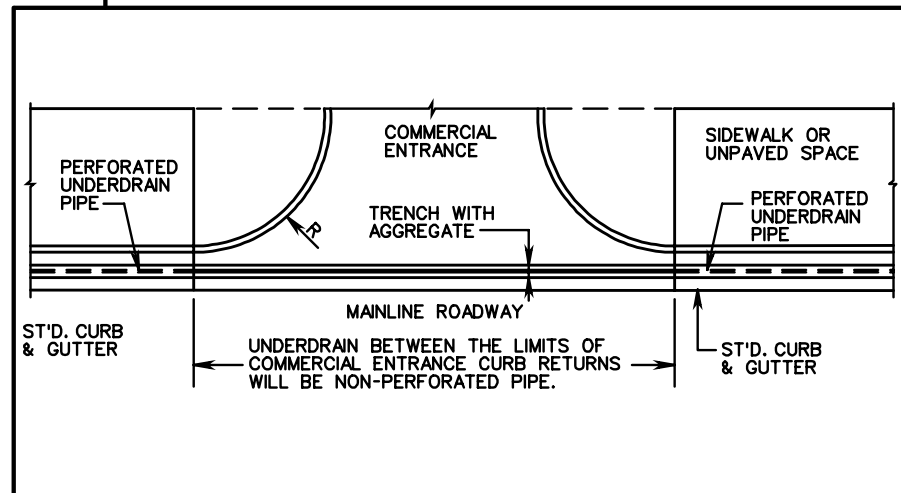 COMMERCIAL
ENTRANCE
SIDEWALK OR
UNPAVED SPACE
PERFORATED
UNDERDRAIN
PIPE
R
TRENCH WITH
AGGREGATE
PERFORATED
UNDERDRAIN
PIPE
MAINLINE ROADWAY
ST'D. CURB
& GUTTER
UNDERDRAIN BETWEEN THE LIMITS OF
COMMERCIAL ENTRANCE CURB RETURNS
WILL BE NON-PERFORATED PIPE.
ST'D. CURB
& GUTTER